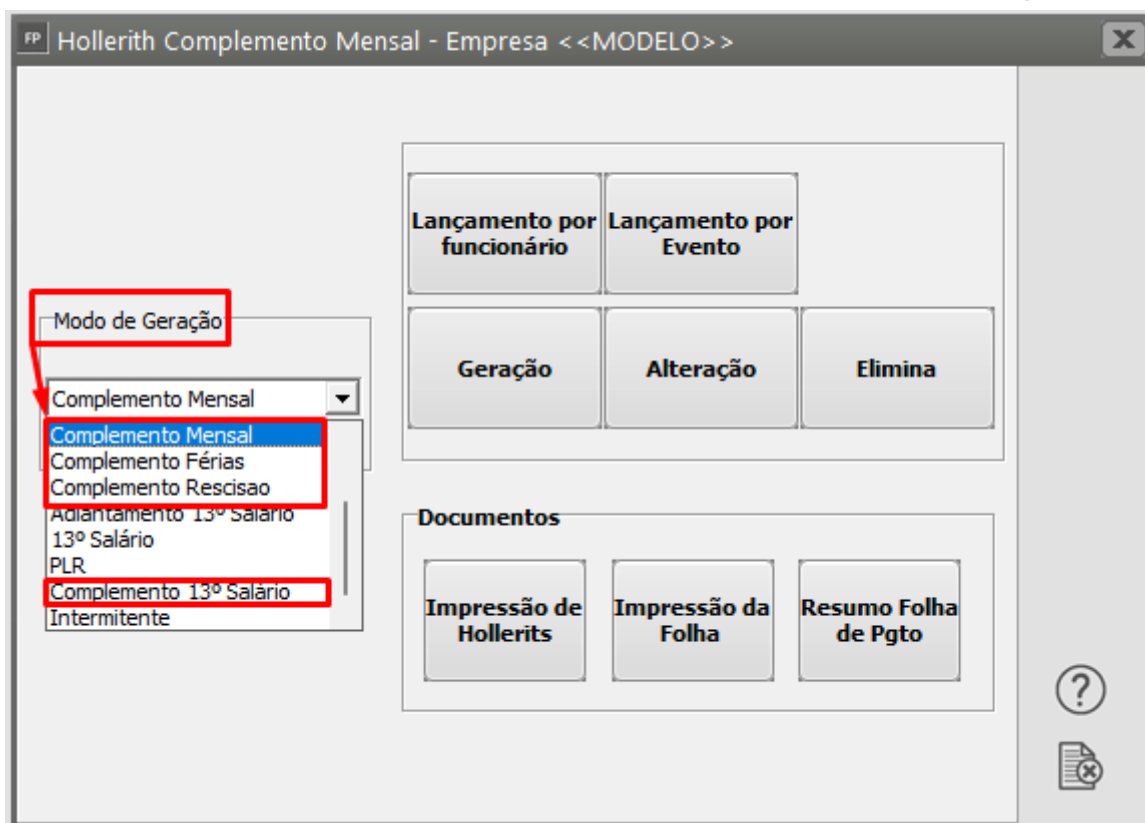 FP Hollerith Complemento Mensal - Empresa <<MODELO>>
Modo de Geração
Complemento Mensal
Complemento Mensal
Complemento Férias
Complemento Rescisao
Adiantamento 13º Salário
13º Salário
PLR
Complemento 13º Salário
Intermitente
Lançamento por
funcionário
Lançamento por
Evento
Geração
Alteração
Elimina
Documentos
Impressão de
Hollerits
Impressão da
Folha
Resumo Folha
de Pgto
?